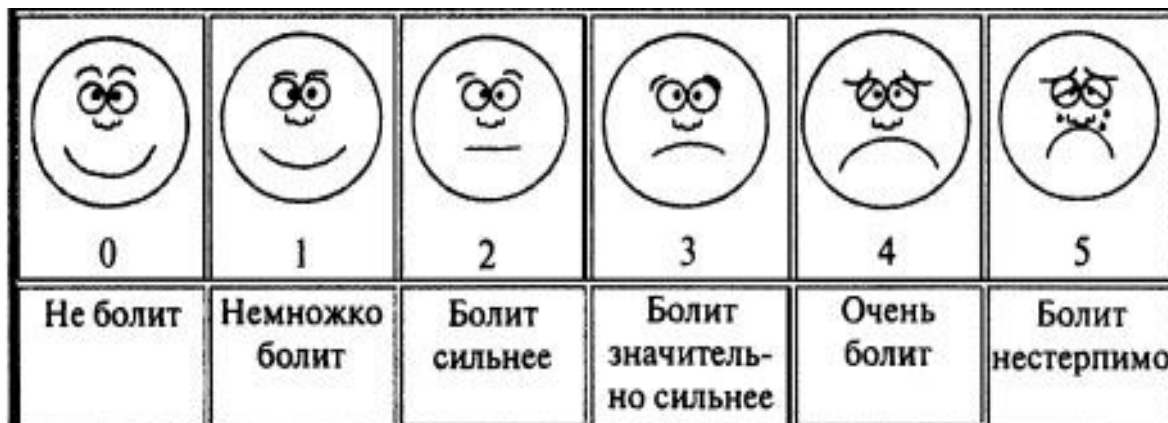 0 1 2 3 4 5
Не болит
Немножко
болит
Болит
сильнее
Болит
значитель-
но сильнее
Очень
болит
Болит
нестерпимо